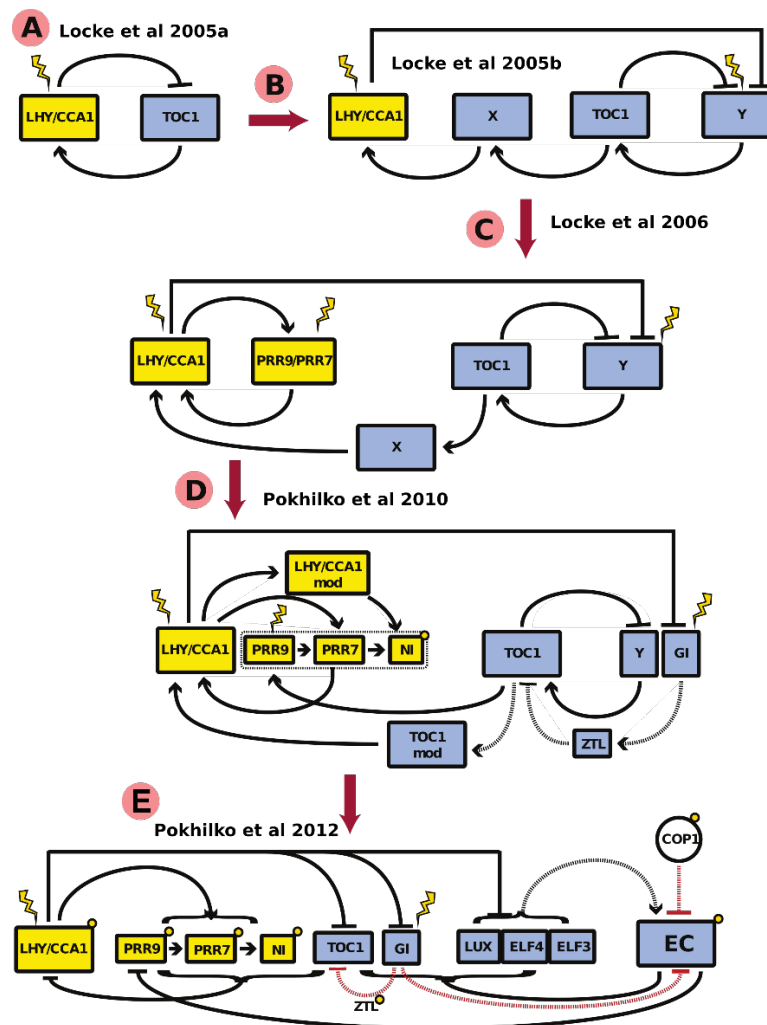 A Locke et al 2005a
B
Locke et al 2005b
LHY/CCA1
TOC1
LHY/CCA1
X
TOC1
Y
C
Locke et al 2006
LHY/CCA1
PRR9/PRR7
TOC1
Y
X
D
Pokhilko et al 2010
LHY/CCA1
mod
LHY/CCA1
PRR9
PRR7
NI
TOC1
Y
GI
TOC1
mod
ZTL
E
Pokhilko et al 2012
COP1
LHY/CCA1
PRR9
PRR7
NI
TOC1
GI
LUX
ELF4
ELF3
EC
ZTL